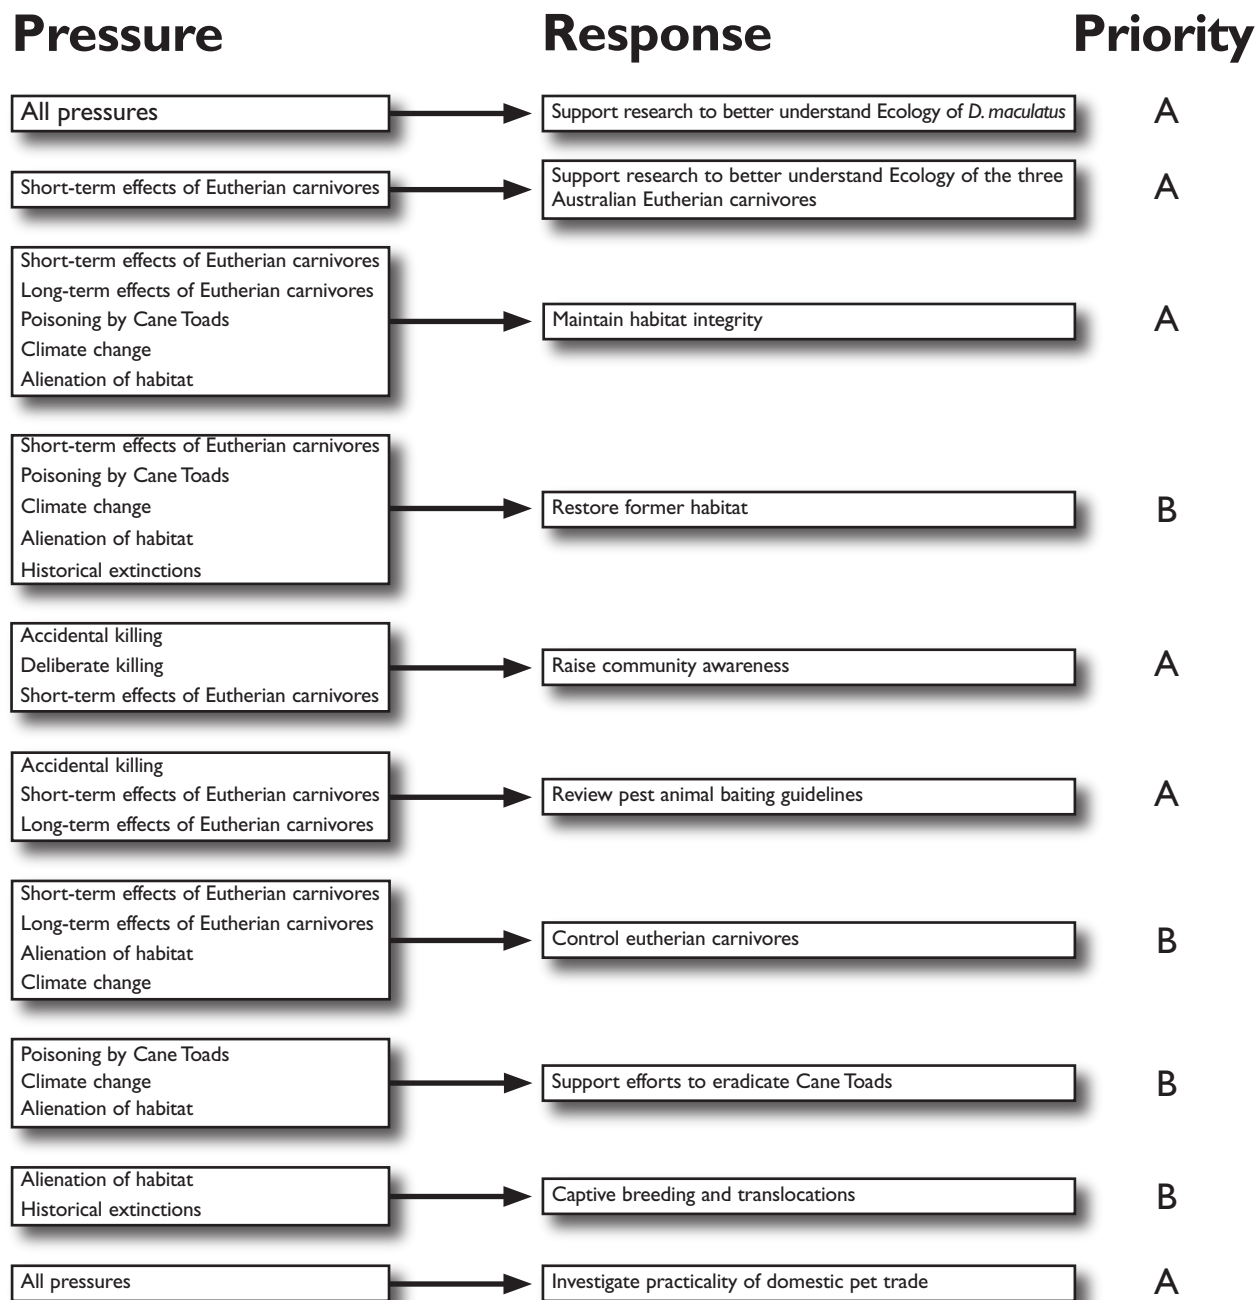 Pressure Response Priority
All pressures Support research to better understand Ecology of D. maculatus A
Short-term effects of Eutherian carnivores Support research to better understand Ecology of the three
Australian Eutherian carnivores A
Short-term effects of Eutherian carnivores
Long-term effects of Eutherian carnivores
Poisoning by Cane Toads Maintain habitat integrity A
Climate change
Alienation of habitat
Short-term effects of Eutherian carnivores
Poisoning by Cane Toads
Climate change Restore former habitat B
Alienation of habitat
Historical extinctions
Accidental killing
Deliberate killing Raise community awareness A
Short-term effects of Eutherian carnivores
Accidental killing
Short-term effects of Eutherian carnivores Review pest animal baiting guidelines A
Long-term effects of Eutherian carnivores
Short-term effects of Eutherian carnivores
Long-term effects of Eutherian carnivores
Alienation of habitat Control eutherian carnivores B
Climate change
Poisoning by Cane Toads
Climate change Support efforts to eradicate Cane Toads B
Alienation of habitat
Alienation of habitat
Historical extinctions Captive breeding and translocations B
All pressures Investigate practicality of domestic pet trade A